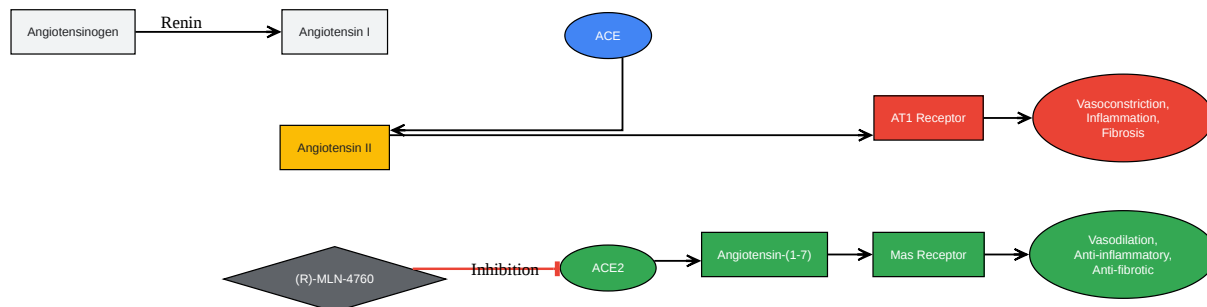 Angiotensinogen
Renin
Angiotensin I
ACE
Angiotensin II
AT1 Receptor
Vasoconstriction,
Inflammation,
Fibrosis
(R)-MLN-4760
Inhibition
ACE2
Angiotensin-(1-7)
Mas Receptor
Vasodilation,
Anti-inflammatory,
Anti-fibrotic